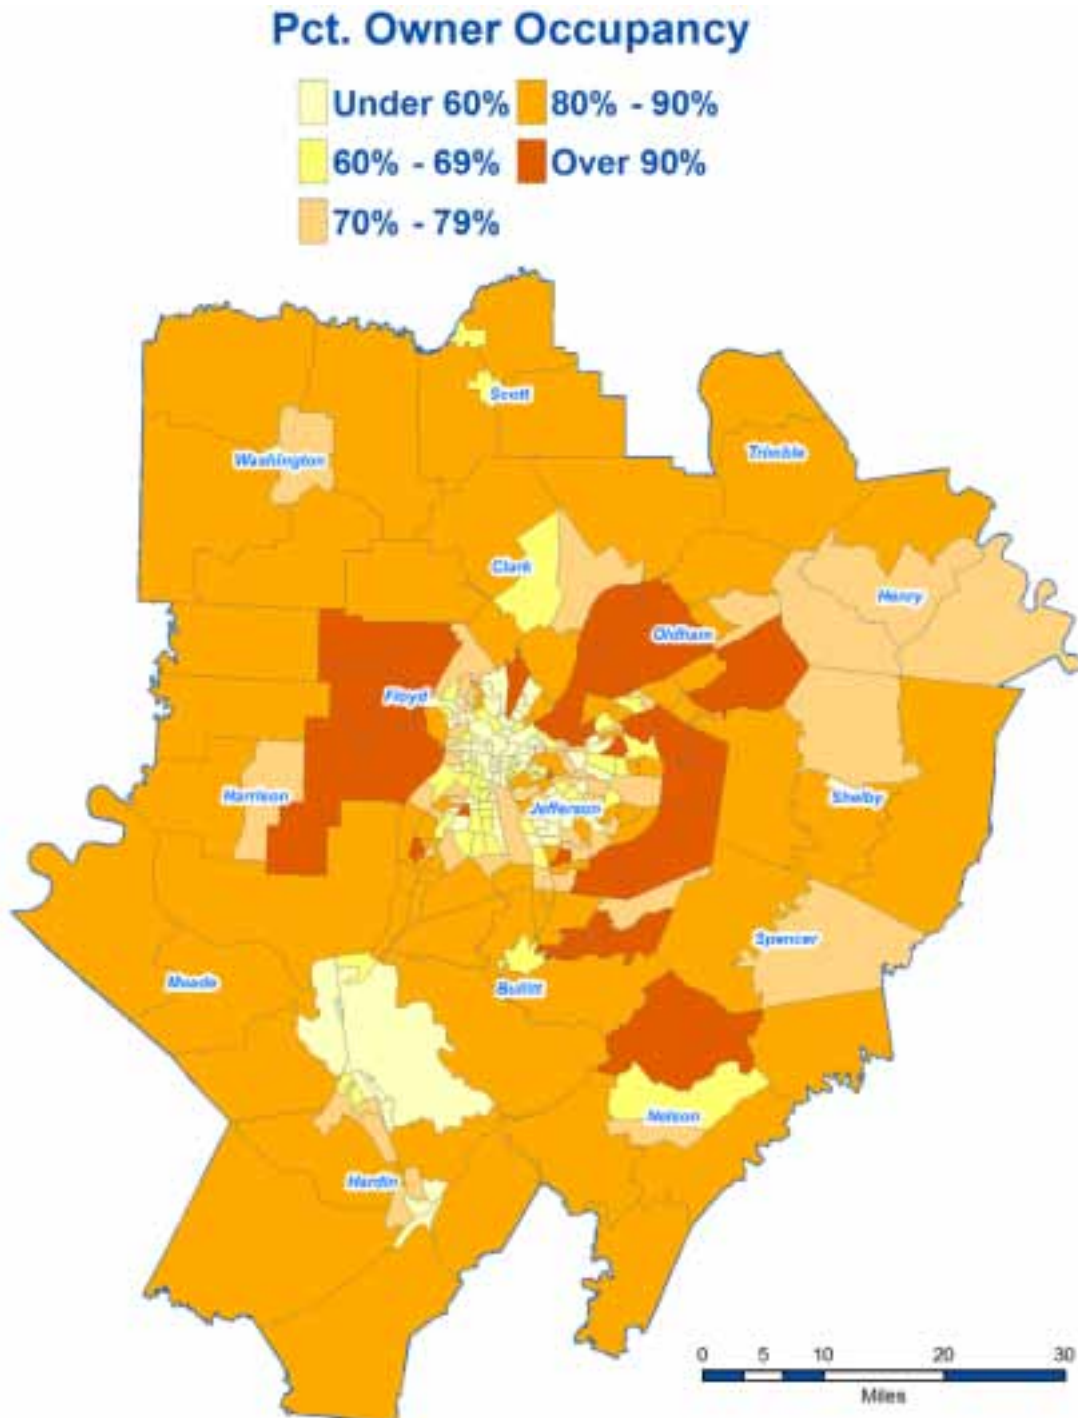 Pct. Owner Occupancy
Under 60% 80% - 90%
60% - 69% Over 90%
70% - 79%
Scott
Washington
Trimble
Clark
Henry
Oldham
Floyd
Harrison
Shelby
Jefferson
Spencer
Meade
Bullitt
Nelson
Hardin
0 5 10 20 30
Miles